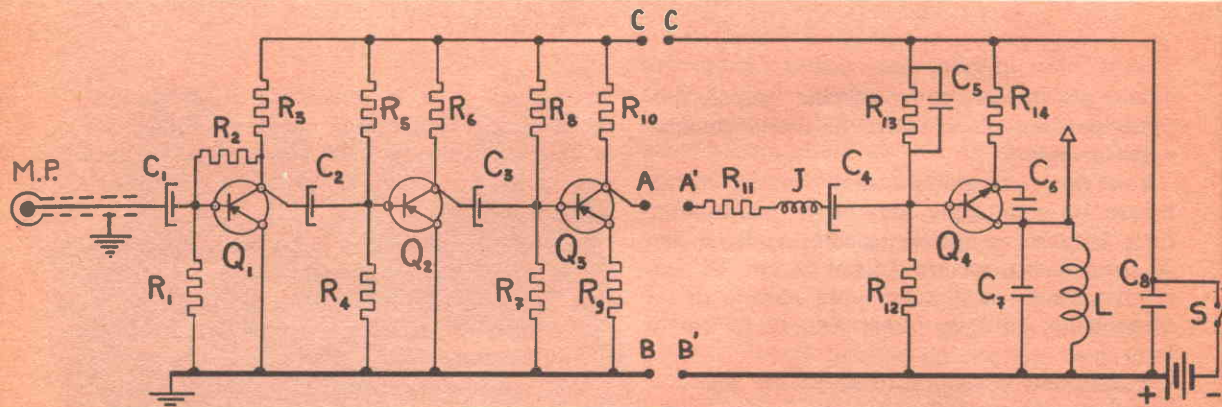 C C
R₃ R₅ R₆ R₈ R₁₀ R₁₃ C₅ R₁₄
R₂
M.P. C₁ C₂ C₃ A A' R₁₁ J C₄ C₆
Q₁ Q₂ Q₃ Q₄
R₁ R₄ R₇ R₉ R₁₂ C₇ L C₈ S
B B'
+ -